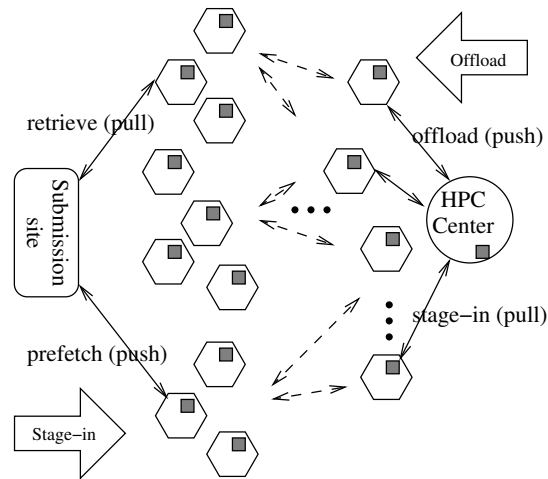 Offload
retrieve (pull)
offload (push)
Submission
site
HPC
Center
stage−in (pull)
prefetch (push)
Stage−in